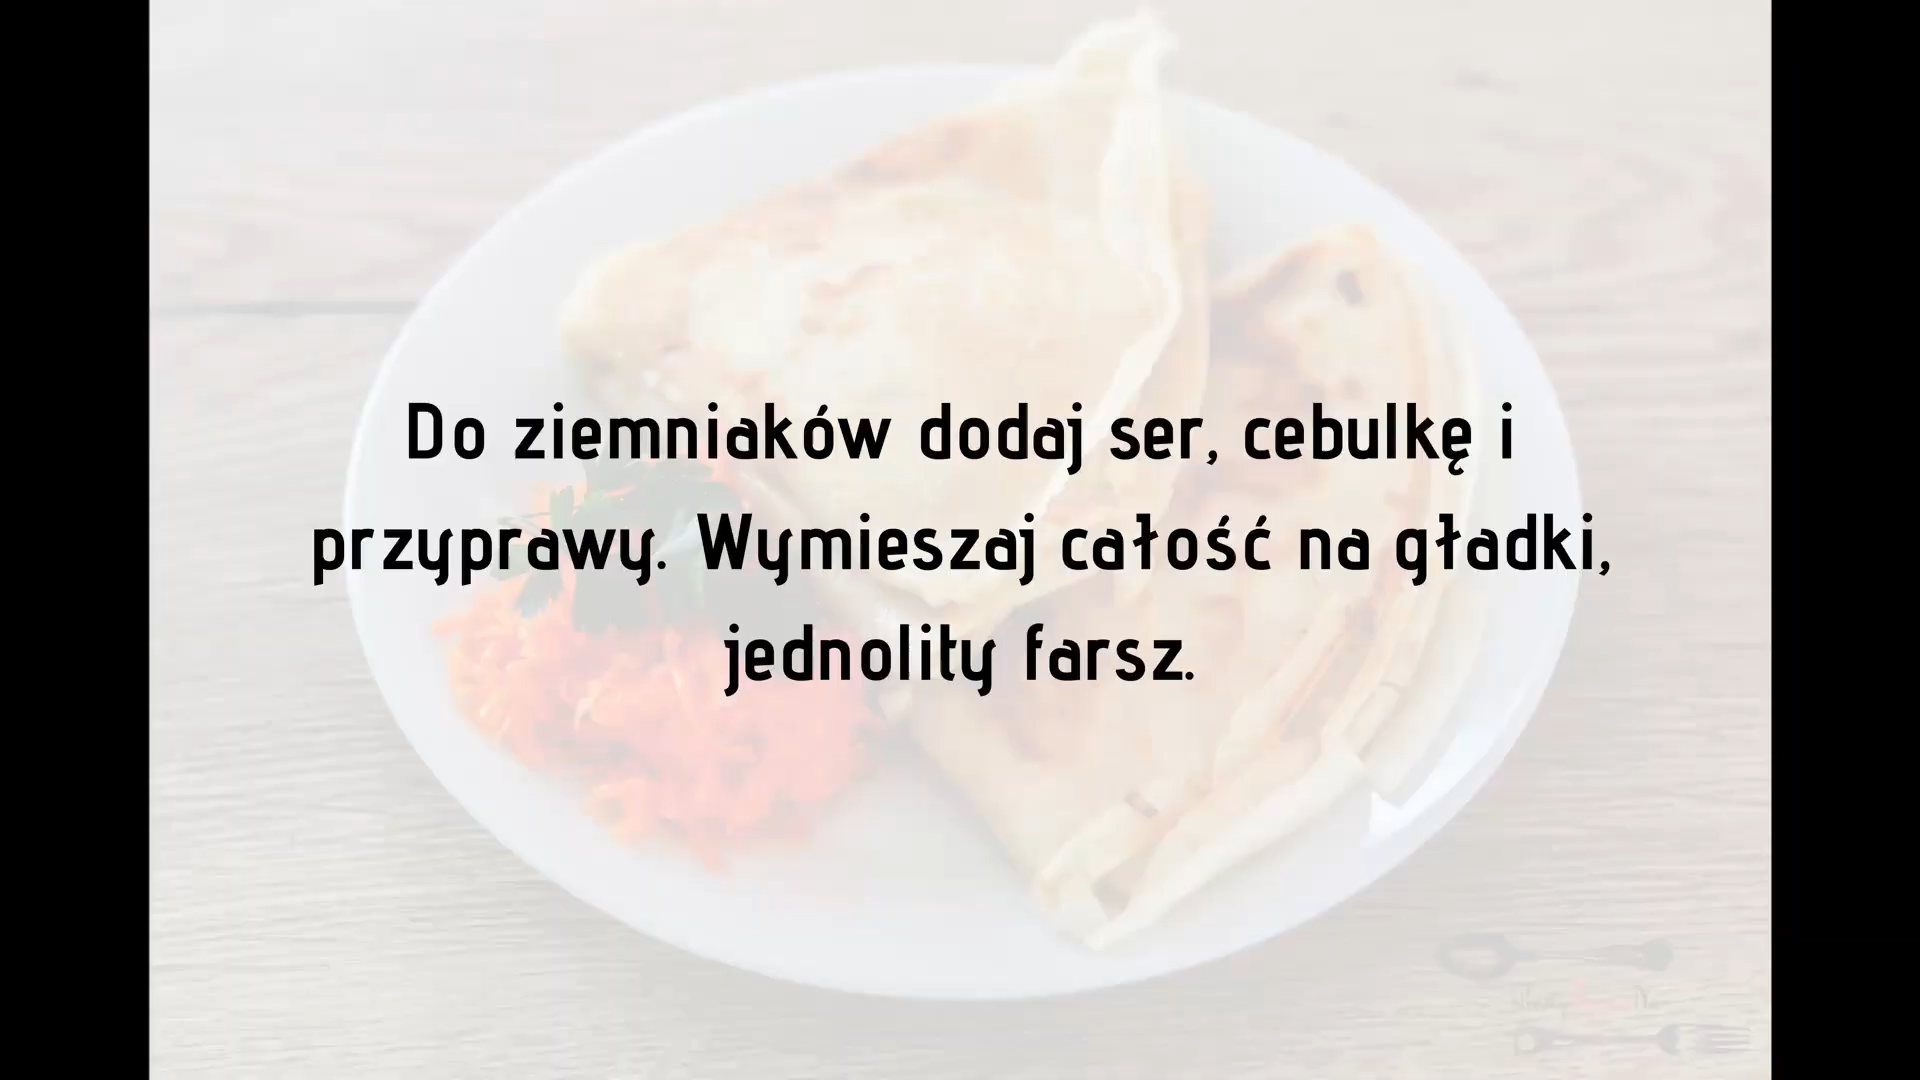 Do ziemniaków dodaj ser, cebulkę i
przyprawy. Wymieszaj całość na gładki,
jednolity farsz.